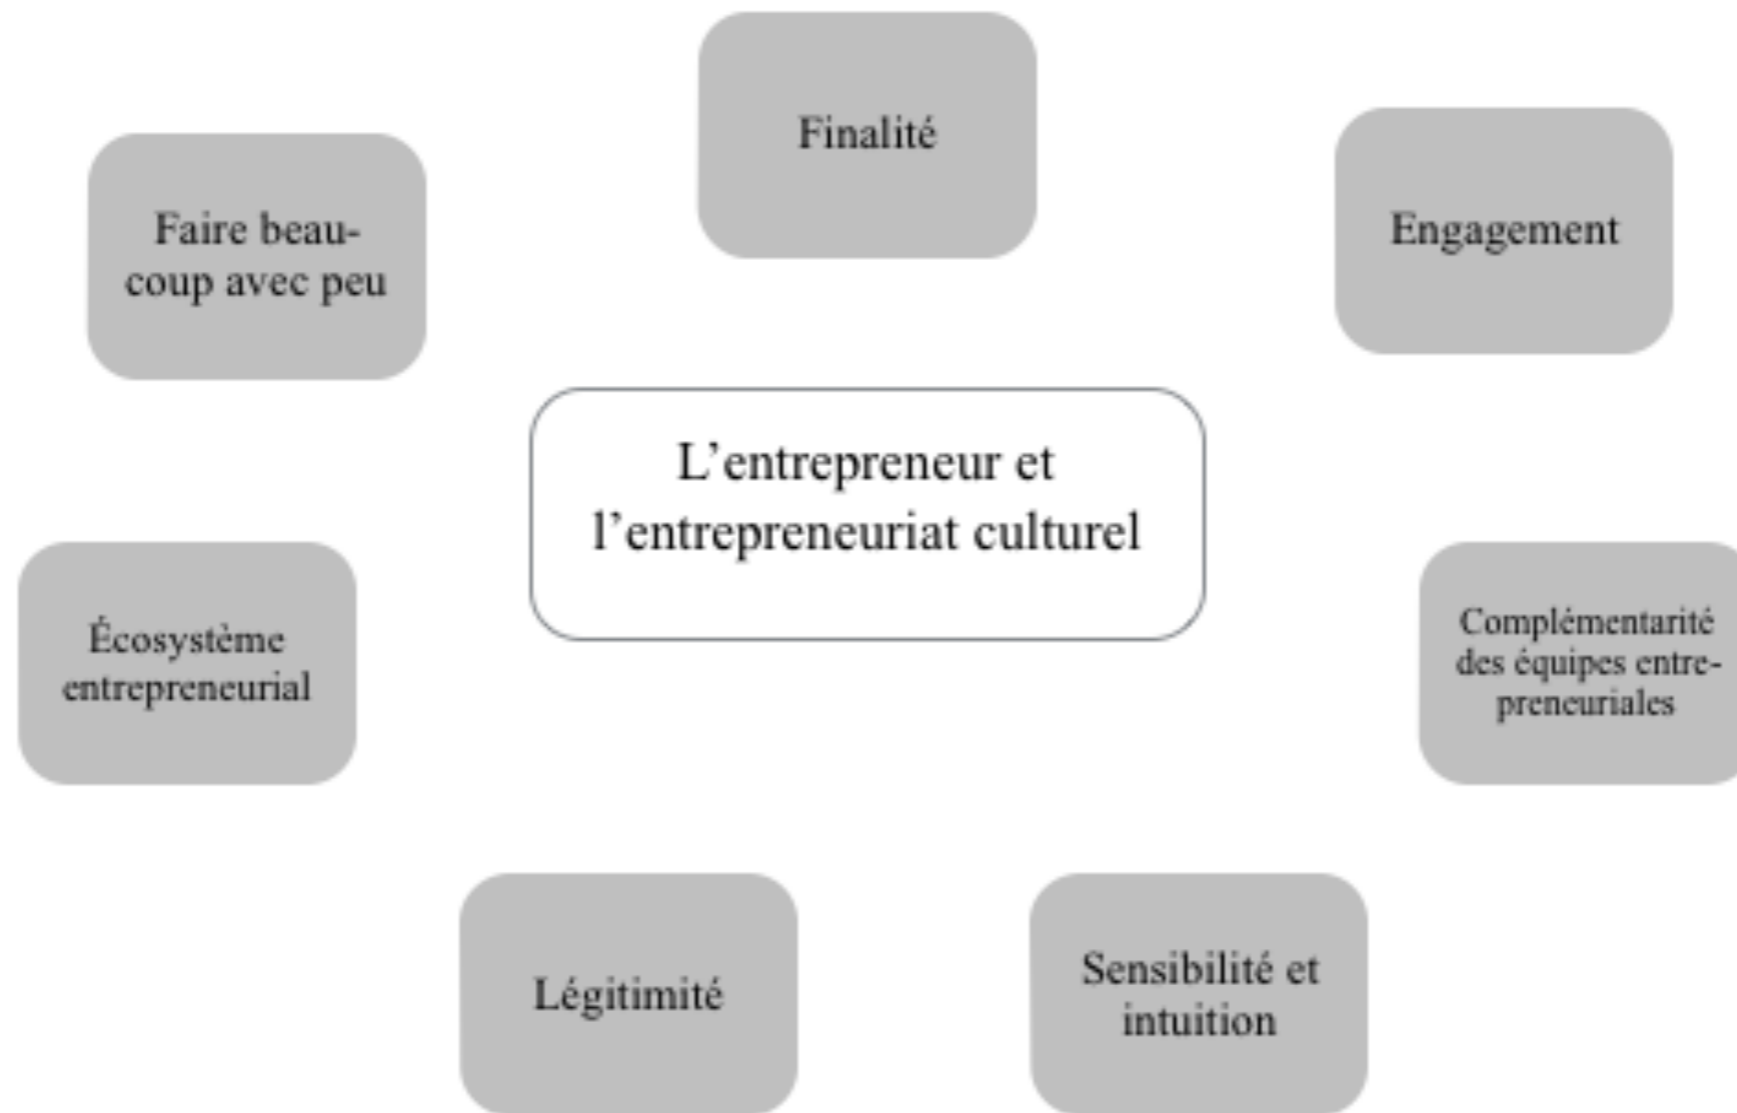 Finalité
Faire beau-
coup avec peu
Engagement
L’entrepreneur et
l’entrepreneuriat culturel
Écosystème
entrepreneurial
Complémentarité
des équipes entre-
preneuriales
Légitimité
Sensibilité et
intuition